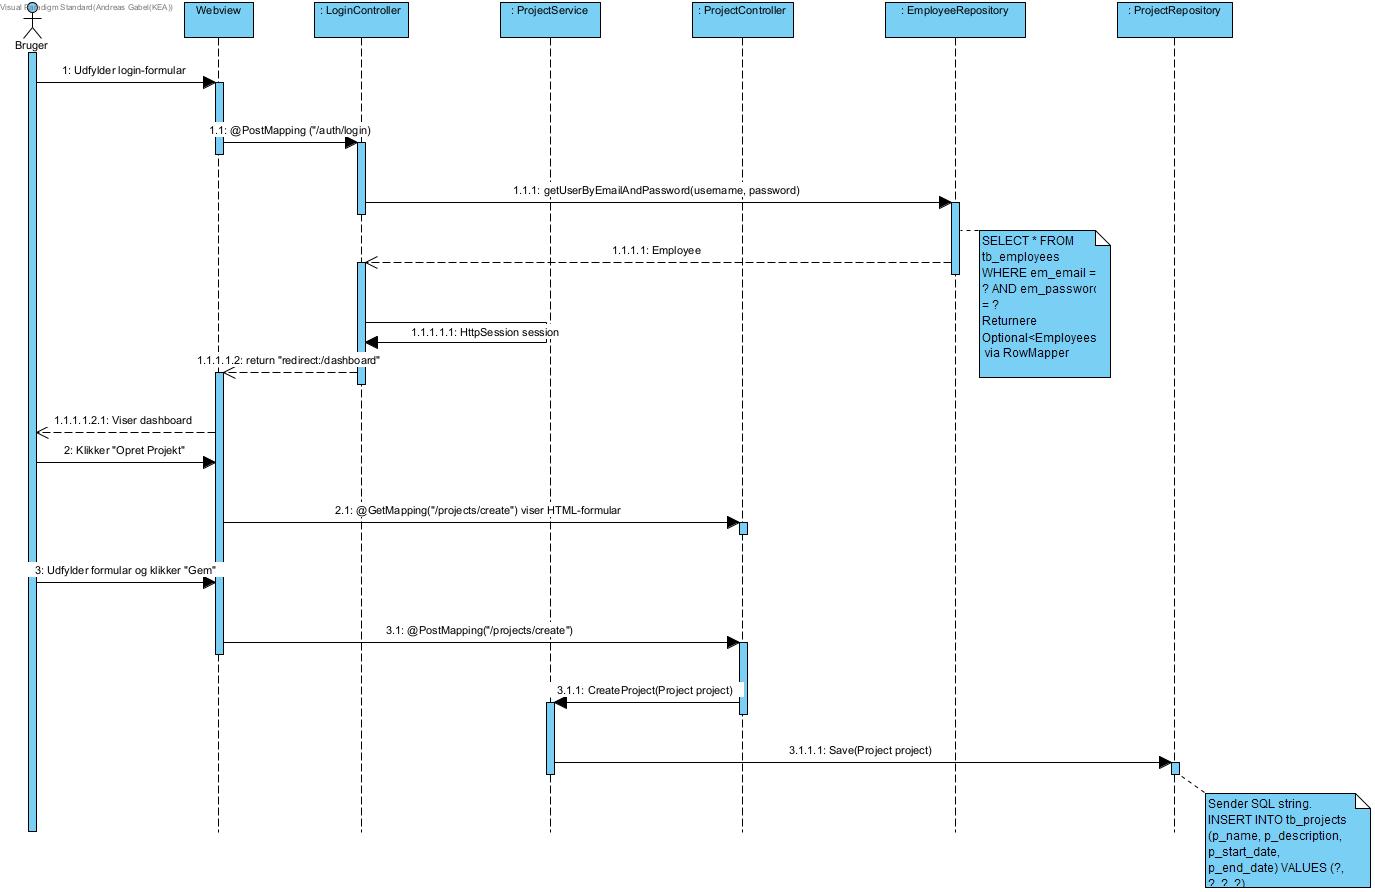 Visual Paradigm Standard(Andreas Gabel(KEA))
Bruger
Webview
: LoginController
: ProjectService
: ProjectController
: EmployeeRepository
: ProjectRepository
1: Udfylder login-formular
1.1: @PostMapping ("/auth/login)
1.1.1: getUserByEmailAndPassword(username, password)
SELECT * FROM
tb_employees
WHERE em_email =
? AND em_password
= ?
Returnere
Optional<Employees
via RowMapper
1.1.1.1: Employee
1.1.1.1.1: HttpSession session
1.1.1.1.2: return "redirect:/dashboard"
1.1.1.1.2.1: Viser dashboard
2: Klikker "Opret Projekt"
2.1: @GetMapping("/projects/create") viser HTML-formular
3: Udfylder formular og klikker "Gem"
3.1: @PostMapping("/projects/create")
3.1.1: CreateProject(Project project)
3.1.1.1: Save(Project project)
Sender SQL string.
INSERT INTO tb_projects
(p_name, p_description,
p_start_date,
p_end_date) VALUES (?,
?, ?, ?)